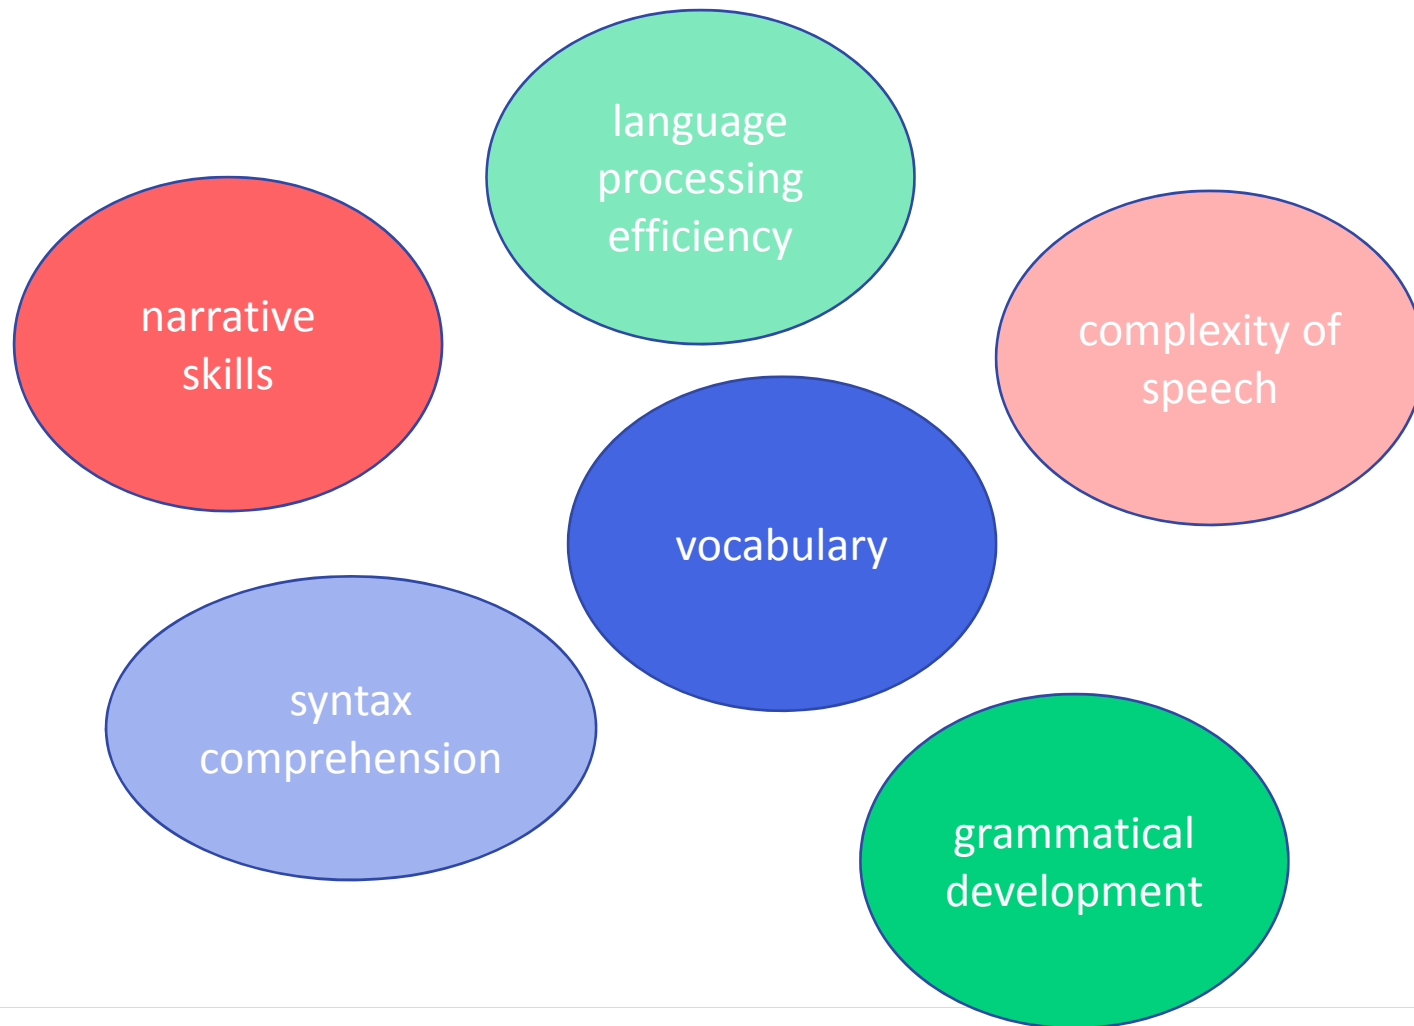 language
processing
efficiency
narrative
skills
complexity of
speech
vocabulary
syntax
comprehension
grammatical
development